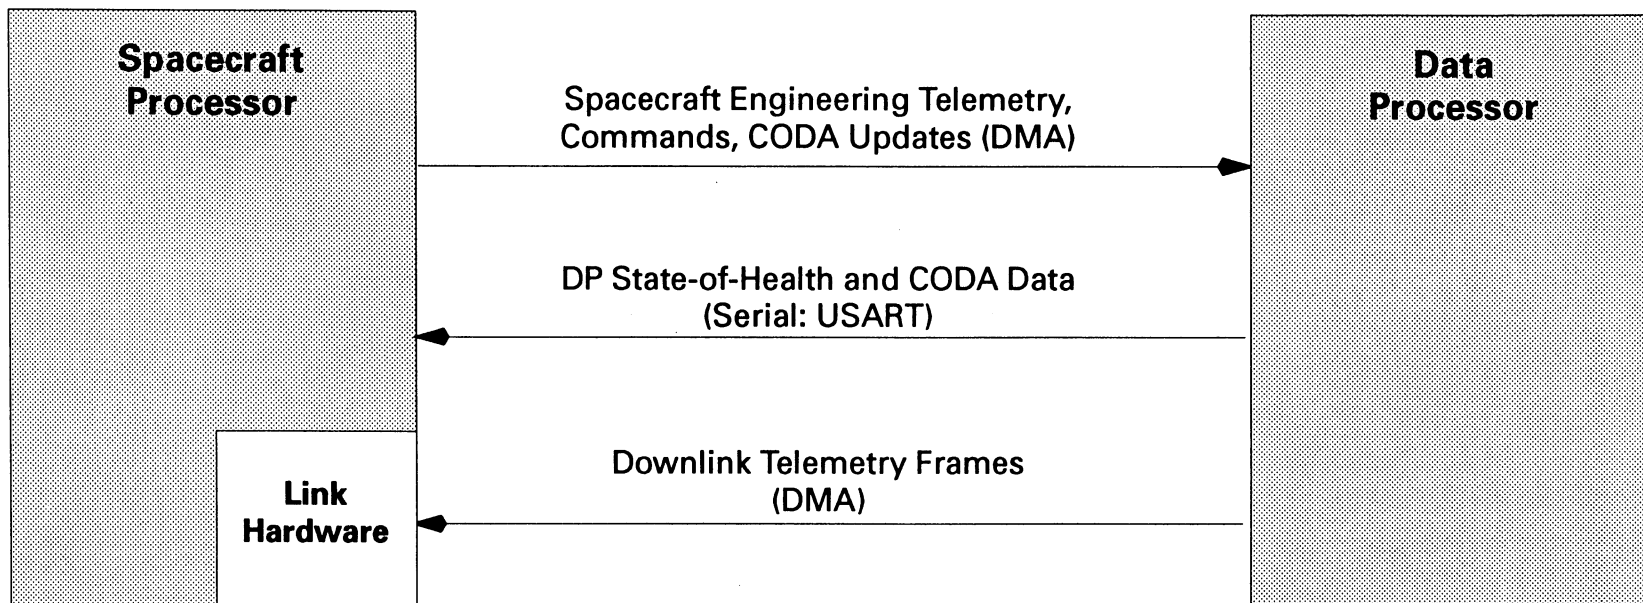 Spacecraft
Processor
Data
Processor
Spacecraft Engineering Telemetry,
Commands, CODA Updates (DMA)
DP State-of-Health and CODA Data
(Serial: USART)
Downlink Telemetry Frames
(DMA)
Link
Hardware